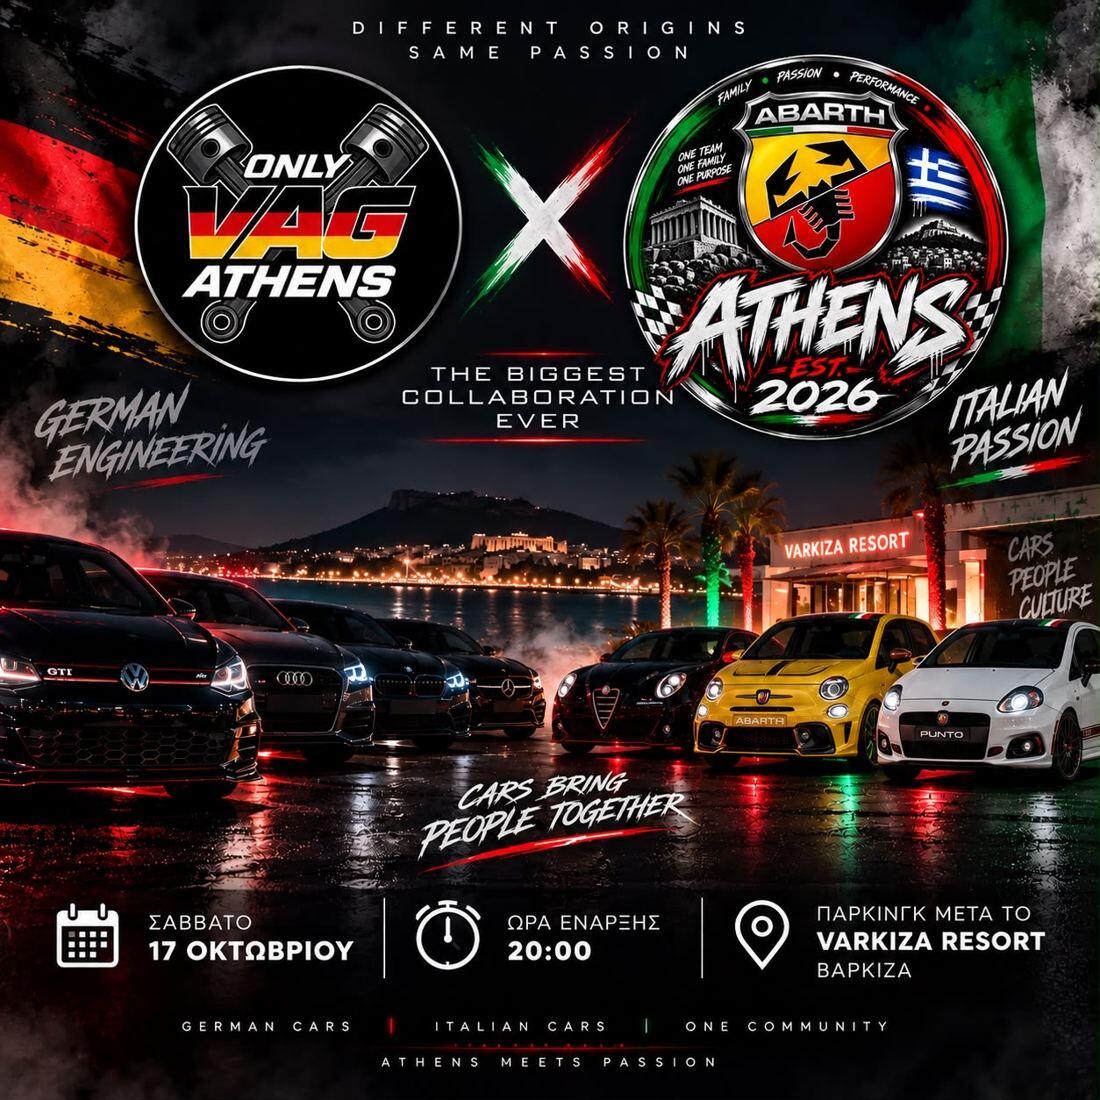 DIFFERENT ORIGINS
SAME PASSION
ONLY
VAG
ATHENS
FAMILY • PASSION • PERFORMANCE
ABARTH
ONE TEAM
ONE FAMILY
ONE PURPOSE
ATHENS
EST.
2026
THE BIGGEST
COLLABORATION
EVER
GERMAN
ENGINEERING
ITALIAN
PASSION
VARKIZA RESORT
CARS
PEOPLE
CULTURE
GTI
ABARTH
PUNTO
CARS BRING
PEOPLE TOGETHER
ΣΑΒΒΑΤΟ
17 ΟΚΤΩΒΡΙΟΥ
ΩΡΑ ΕΝΑΡΞΗΣ
20:00
ΠΑΡΚΙΝΓΚ ΜΕΤΑ ΤΟ
VARKIZA RESORT
ΒΑΡΚΙΖΑ
GERMAN CARS | ITALIAN CARS | ONE COMMUNITY
ATHENS MEETS PASSION